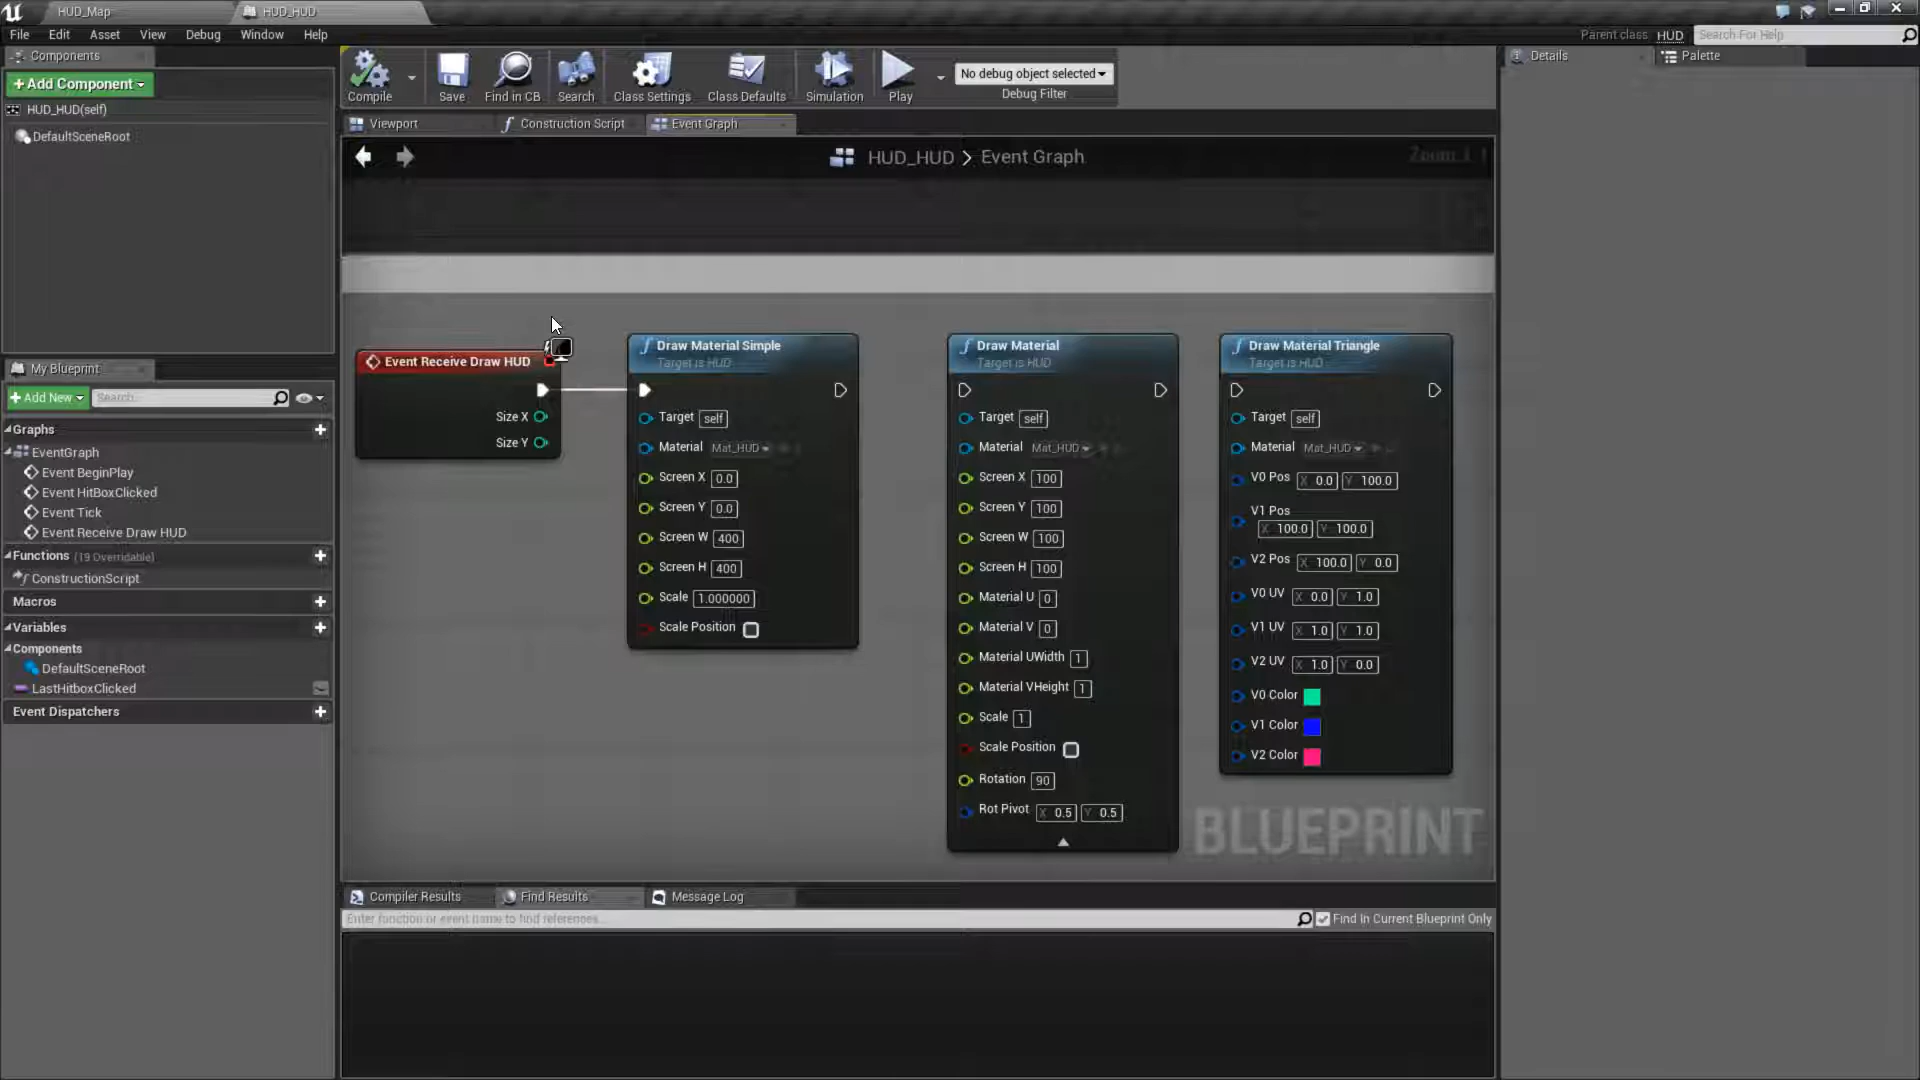 HUD_Map
HUD_HUD
File Edit Asset View Debug Window Help
Parent class: HUD
Search For Help
Components
+ Add Component
HUD_HUD(self)
DefaultSceneRoot
Compile
Save
Find in CB
Search
Class Settings
Class Defaults
Simulation
Play
No debug object selected
Debug Filter
Viewport
Construction Script
Event Graph
HUD_HUD > Event Graph
Details
Palette
My Blueprint
+ Add New
Search
Graphs
EventGraph
Event BeginPlay
Event HitBoxClicked
Event Tick
Event Receive Draw HUD
Functions (19 Overridable)
ConstructionScript
Macros
Variables
Components
DefaultSceneRoot
LastHitboxClicked
Event Dispatchers
Event Receive Draw HUD
Size X
Size Y
Draw Material Simple
Target is HUD
Target self
Material Mat_HUD
Screen X 0.0
Screen Y 0.0
Screen W 400
Screen H 400
Scale 1.000000
Scale Position
Draw Material
Target is HUD
Target self
Material Mat_HUD
Screen X 100
Screen Y 100
Screen W 100
Screen H 100
Material U 0
Material V 0
Material UWidth 1
Material VHeight 1
Scale 1
Scale Position
Rotation 90
Rot Pivot X 0.5 Y 0.5
Draw Material Triangle
Target is HUD
Target self
Material Mat_HUD
V0 Pos X 0.0 Y 100.0
V1 Pos
X 100.0 Y 100.0
V2 Pos X 100.0 Y 0.0
V0 UV X 0.0 Y 1.0
V1 UV X 1.0 Y 1.0
V2 UV X 1.0 Y 0.0
V0 Color
V1 Color
V2 Color
BLUEPRINT
Compiler Results
Find Results
Message Log
Enter function or event name to find references...
Find In Current Blueprint Only